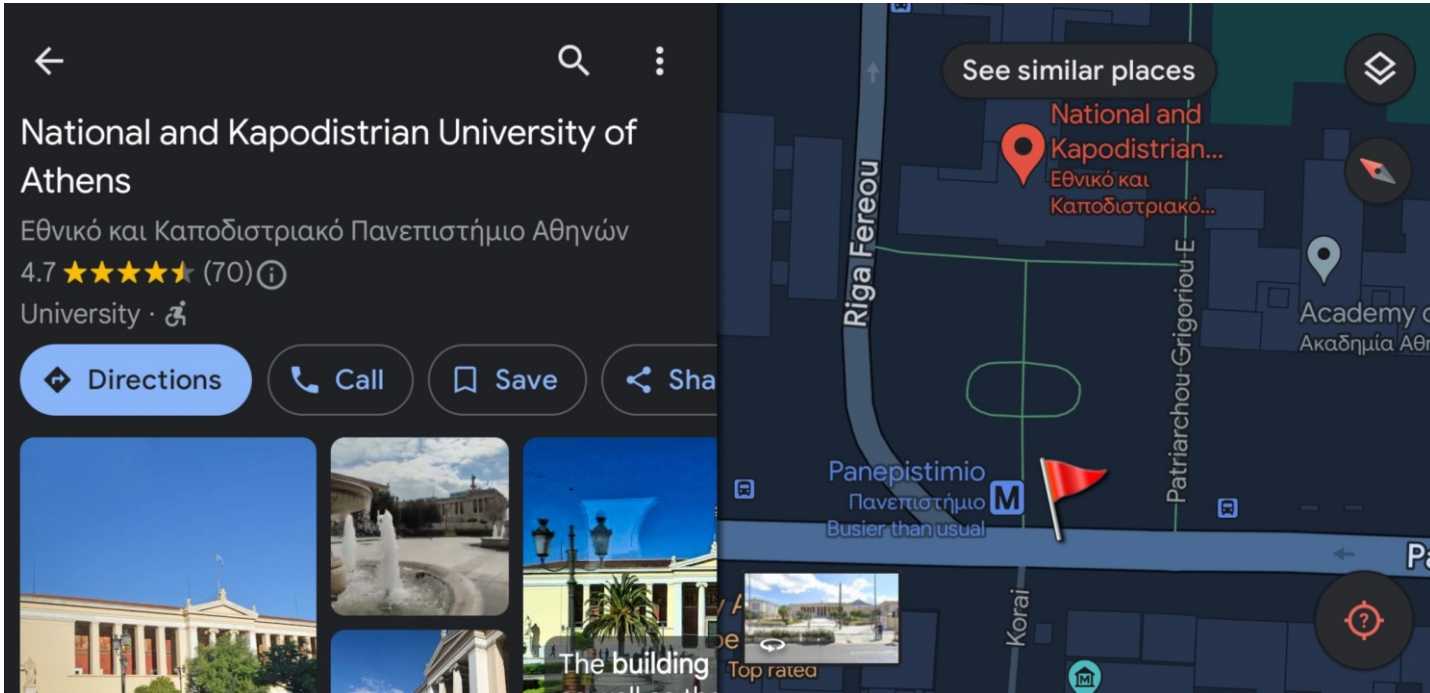 National and Kapodistrian University of
Athens
Εθνικό και Καποδιστριακό Πανεπιστήμιο Αθηνών
4.7 (70)
University ·
Directions
Call
Save
Sha
The building
See similar places
National and
Kapodistrian...
Εθνικό και
Καποδιστριακό...
Riga Fereou
Patriarchou Grigoriou E
Academy o
Ακαδημία Αθη
Panepistimio
Πανεπιστήμιο
Busier than usual
M
Pa
Korai
Top rated